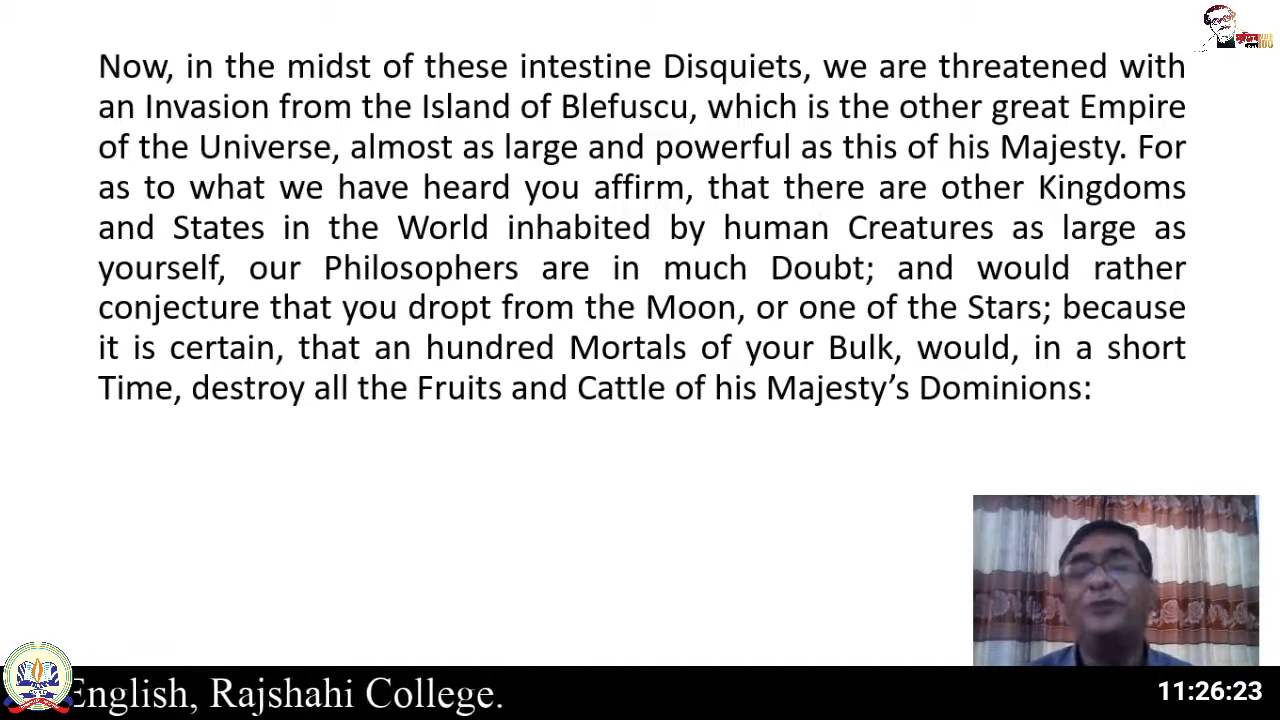 Now, in the midst of these intestine Disquiets, we are threatened with
an Invasion from the Island of Blefuscu, which is the other great Empire
of the Universe, almost as large and powerful as this of his Majesty. For
as to what we have heard you affirm, that there are other Kingdoms
and States in the World inhabited by human Creatures as large as
yourself, our Philosophers are in much Doubt; and would rather
conjecture that you dropt from the Moon, or one of the Stars; because
it is certain, that an hundred Mortals of your Bulk, would, in a short
Time, destroy all the Fruits and Cattle of his Majesty’s Dominions:
English, Rajshahi College.
11:26:23